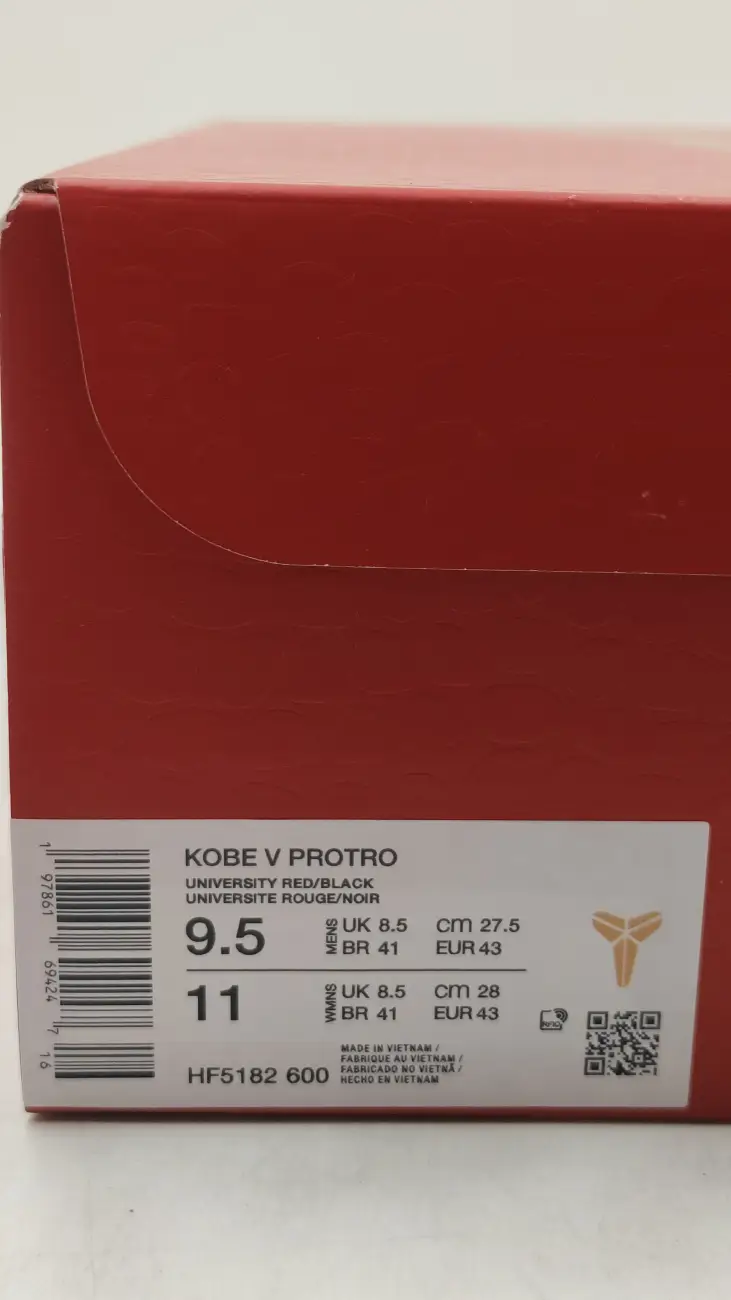 KOBE V PROTRO
UNIVERSITY RED/BLACK
UNIVERSITE ROUGE/NOIR
9.5 MENS UK 8.5 cm 27.5
BR 41 EUR 43
11 WMNS UK 8.5 cm 28
BR 41 EUR 43
HF5182 600
MADE IN VIETNAM /
FABRIQUE AU VIETNAM /
FABRICADO NO VIETNÃ /
HECHO EN VIETNAM
1 97861 69424 7 16